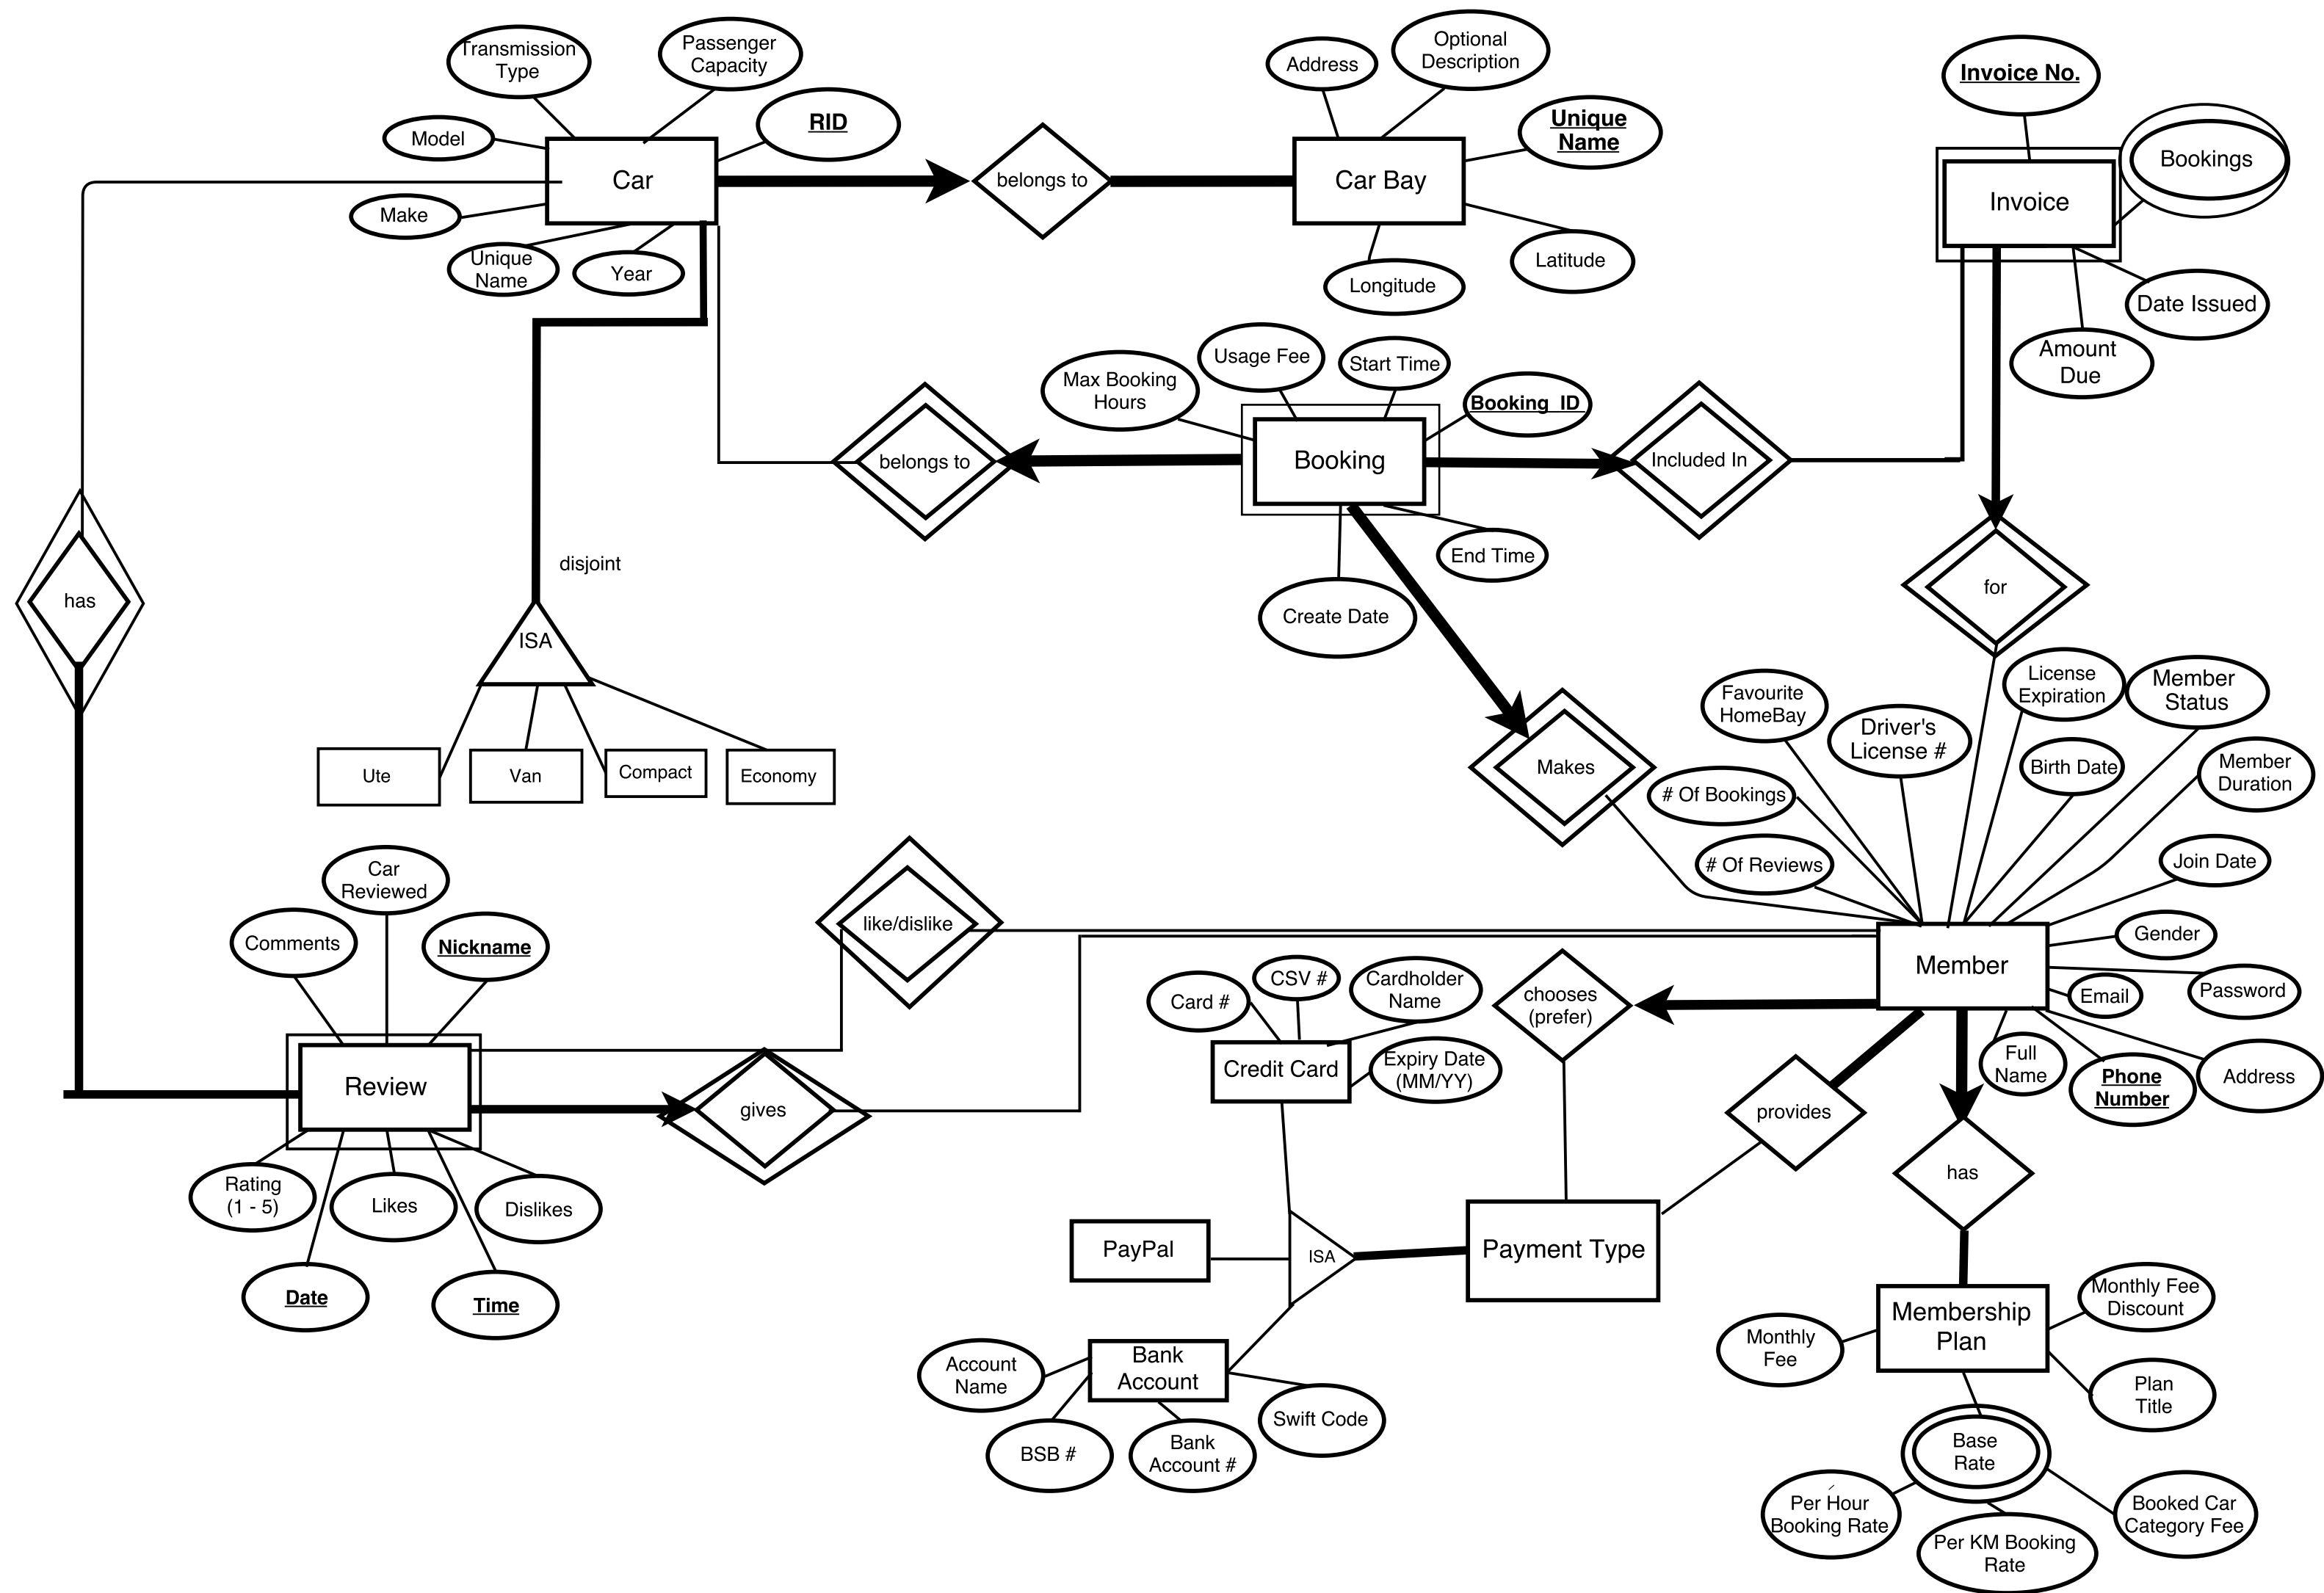 Transmission
Type
Passenger
Capacity
RID
Model
Car
Make
Unique
Name
Year
belongs to
Address
Optional
Description
Unique
Name
Car Bay
Latitude
Longitude
Invoice No.
Bookings
Invoice
Date Issued
Amount
Due
Usage Fee
Start Time
Max Booking
Hours
Booking_ID
belongs to
Booking
Included In
End Time
Create Date
disjoint
has
ISA
for
Ute
Van
Compact
Economy
Makes
Favourite
HomeBay
Driver's
License #
License
Expiration
Member
Status
Birth Date
Member
Duration
# Of Bookings
# Of Reviews
Join Date
Gender
Member
Password
Email
Full
Name
Phone
Number
Address
Car
Reviewed
Comments
Nickname
like/dislike
Review
gives
Rating
(1 - 5)
Likes
Dislikes
Date
Time
Card #
CSV #
Cardholder
Name
Credit Card
Expiry Date
(MM/YY)
chooses
(prefer)
provides
has
PayPal
ISA
Payment Type
Account
Name
Bank
Account
BSB #
Bank
Account #
Swift Code
Membership
Plan
Monthly Fee
Discount
Monthly
Fee
Plan
Title
Base
Rate
Per Hour
Booking Rate
Per KM Booking
Rate
Booked Car
Category Fee